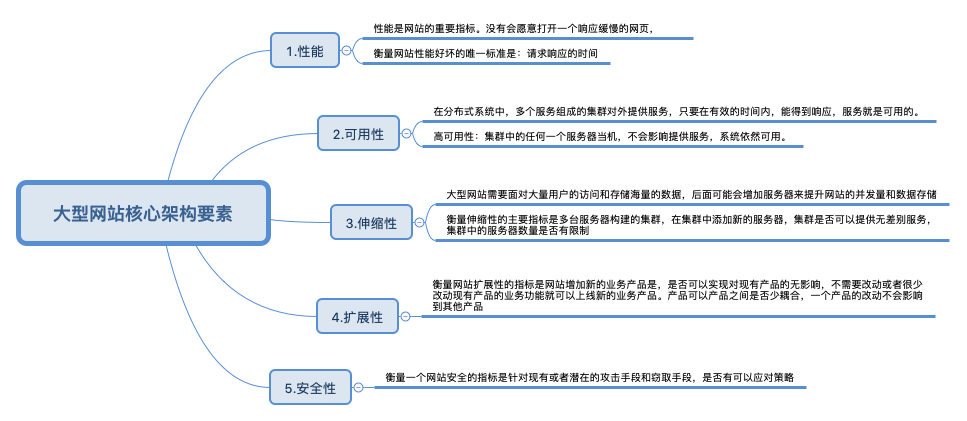 大型网站核心架构要素
1.性能
性能是网站的重要指标。没有会愿意打开一个响应缓慢的网页，
衡量网站性能好坏的唯一标准是：请求响应的时间
2.可用性
在分布式系统中，多个服务组成的集群对外提供服务，只要在有效的时间内，能得到响应，服务就是可用的。
高可用性：集群中的任何一个服务器当机，不会影响提供服务，系统依然可用。
3.伸缩性
大型网站需要面对大量用户的访问和存储海量的数据，后面可能会增加服务器来提升网站的并发量和数据存储
衡量伸缩性的主要指标是多台服务器构建的集群，在集群中添加新的服务器，集群是否可以提供无差别服务，
集群中的服务器数量是否有限制
4.扩展性
衡量网站扩展性的指标是网站增加新的业务产品是，是否可以实现对现有产品的无影响，不需要改动或者很少
改动现有产品的业务功能就可以上线新的业务产品。产品可以产品之间是否少耦合，一个产品的改动不会影响
到其他产品
5.安全性
衡量一个网站安全的指标是针对现有或者潜在的攻击手段和窃取手段，是否有可以应对策略